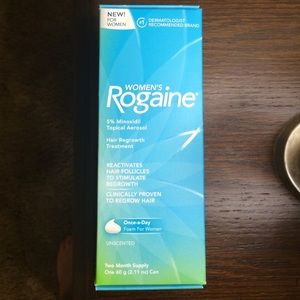 NEW!
FOR
WOMEN
#1 DERMATOLOGIST
RECOMMENDED BRAND
WOMEN'S
Rogaine®
5% Minoxidil
Topical Aerosol
Hair Regrowth
Treatment
REACTIVATES
HAIR FOLLICLES
TO STIMULATE
REGROWTH
CLINICALLY PROVEN
TO REGROW HAIR
Once-a-Day
Foam For Women
UNSCENTED
Two Month Supply
One 60 g (2.11 oz) Can